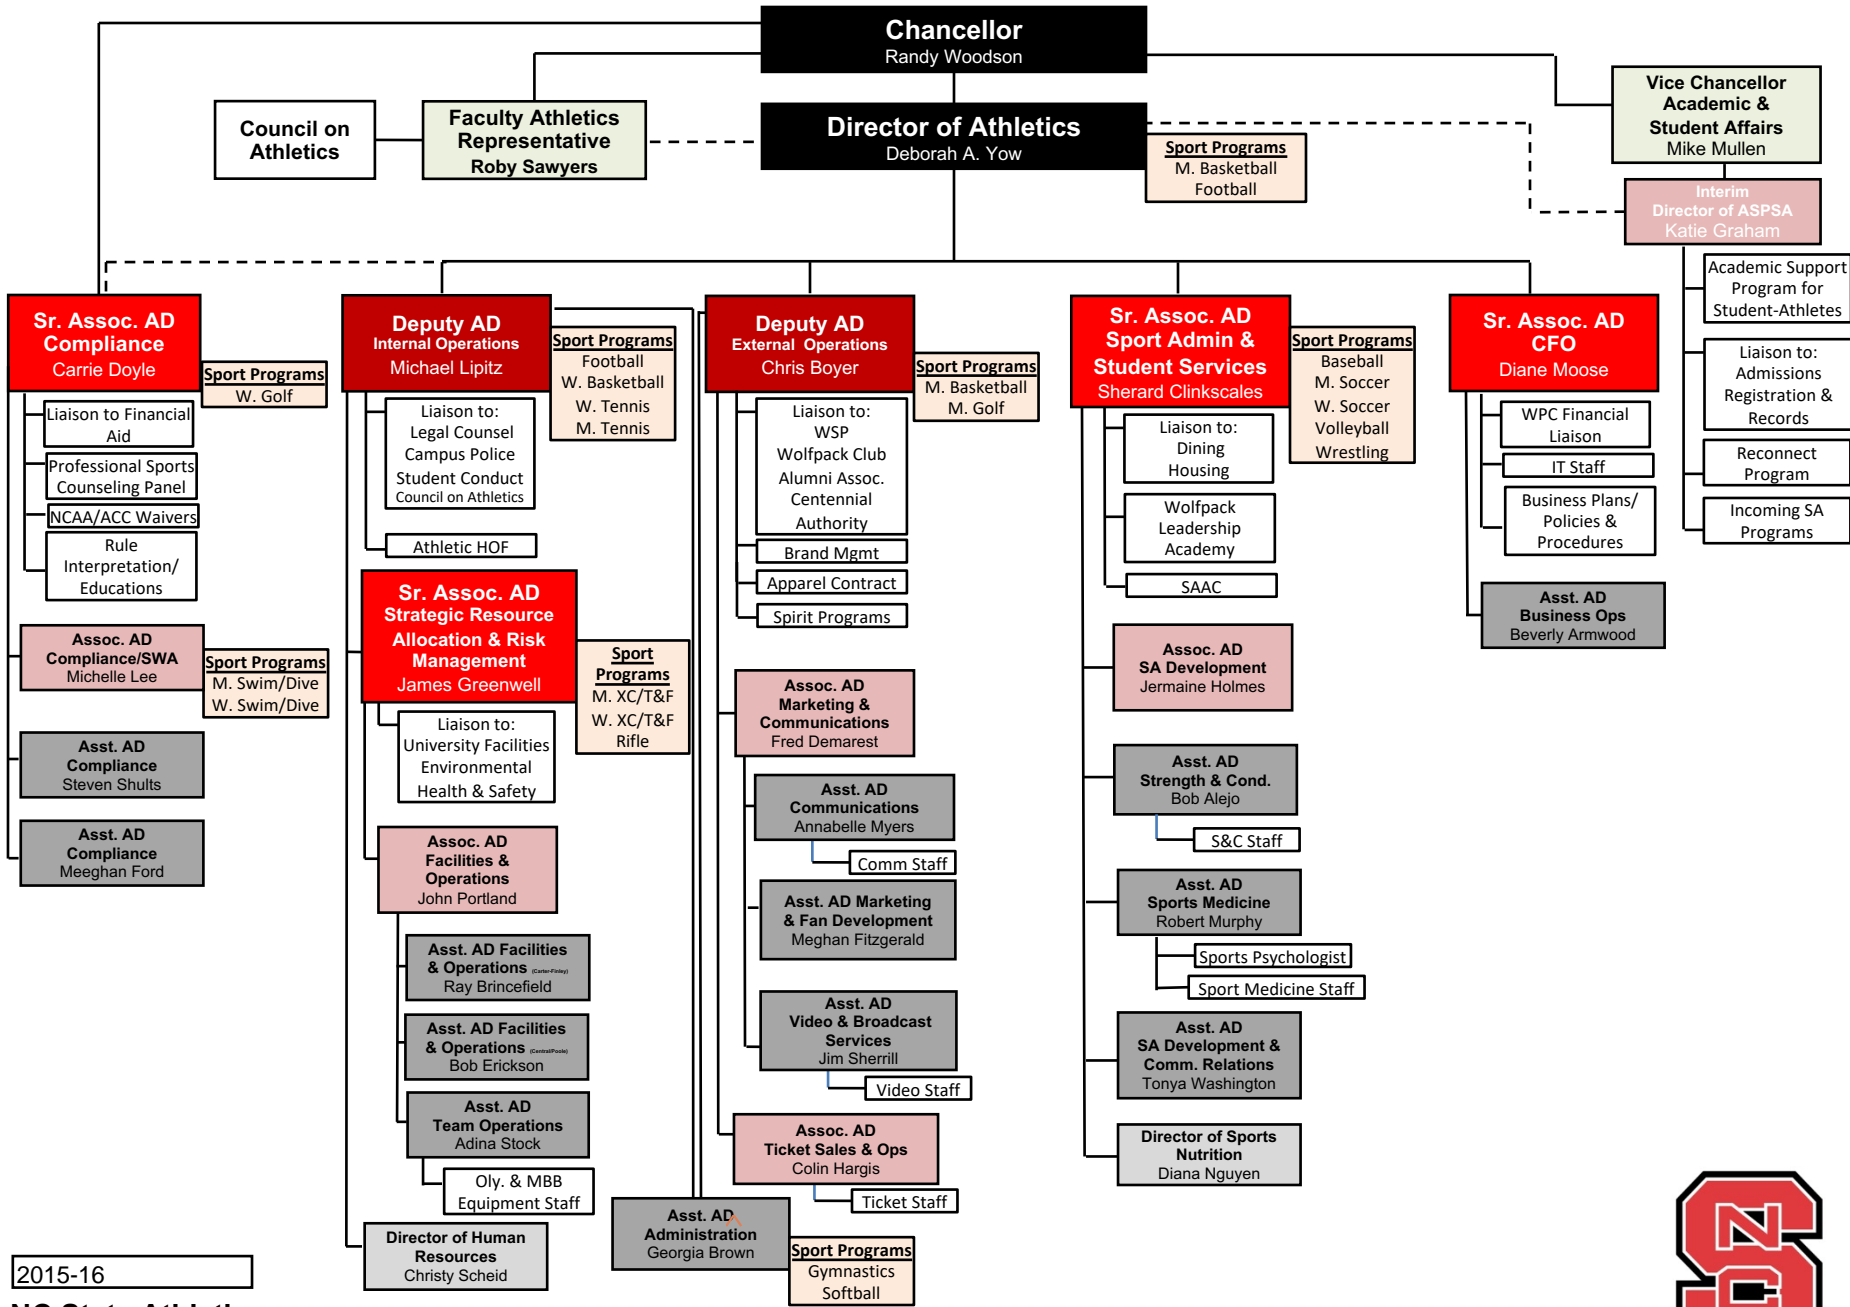 Chancellor
Randy Woodson
Director of Athletics
Deborah A. Yow
Sport Programs
M. Basketball
Football
Council on
Athletics
Faculty Athletics
Representative
Roby Sawyers
Vice Chancellor
Academic &
Student Affairs
Mike Mullen
Interim
Director of ASPSA
Katie Graham
Academic Support
Program for
Student-Athletes
Liaison to:
Admissions
Registration &
Records
Reconnect
Program
Incoming SA
Programs
Sr. Assoc. AD
Compliance
Carrie Doyle
Sport Programs
W. Golf
Liaison to Financial
Aid
Professional Sports
Counseling Panel
NCAA/ACC Waivers
Rule
Interpretation/
Educations
Assoc. AD
Compliance/SWA
Michelle Lee
Sport Programs
M. Swim/Dive
W. Swim/Dive
Asst. AD
Compliance
Steven Shults
Asst. AD
Compliance
Meeghan Ford
Deputy AD
Internal Operations
Michael Lipitz
Sport Programs
Football
W. Basketball
W. Tennis
M. Tennis
Liaison to:
Legal Counsel
Campus Police
Student Conduct
Council on Athletics
Athletic HOF
Sr. Assoc. AD
Strategic Resource
Allocation & Risk
Management
James Greenwell
Sport
Programs
M. XC/T&F
W. XC/T&F
Rifle
Liaison to:
University Facilities
Environmental
Health & Safety
Assoc. AD
Facilities &
Operations
John Portland
Asst. AD Facilities
& Operations (Carter-Finley)
Ray Brincefield
Asst. AD Facilities
& Operations (Central/Poole)
Bob Erickson
Asst. AD
Team Operations
Adina Stock
Oly. & MBB
Equipment Staff
Director of Human
Resources
Christy Scheid
Deputy AD
External Operations
Chris Boyer
Sport Programs
M. Basketball
M. Golf
Liaison to:
WSP
Wolfpack Club
Alumni Assoc.
Centennial
Authority
Brand Mgmt
Apparel Contract
Spirit Programs
Assoc. AD
Marketing &
Communications
Fred Demarest
Asst. AD
Communications
Annabelle Myers
Comm Staff
Asst. AD Marketing
& Fan Development
Meghan Fitzgerald
Asst. AD
Video & Broadcast
Services
Jim Sherrill
Video Staff
Assoc. AD
Ticket Sales & Ops
Colin Hargis
Ticket Staff
Asst. AD
Administration
Georgia Brown
Sport Programs
Gymnastics
Softball
Sr. Assoc. AD
Sport Admin &
Student Services
Sherard Clinkscales
Sport Programs
Baseball
M. Soccer
W. Soccer
Volleyball
Wrestling
Liaison to:
Dining
Housing
Wolfpack
Leadership
Academy
SAAC
Assoc. AD
SA Development
Jermaine Holmes
Asst. AD
Strength & Cond.
Bob Alejo
S&C Staff
Asst. AD
Sports Medicine
Robert Murphy
Sports Psychologist
Sport Medicine Staff
Asst. AD
SA Development &
Comm. Relations
Tonya Washington
Director of Sports
Nutrition
Diana Nguyen
Sr. Assoc. AD
CFO
Diane Moose
WPC Financial
Liaison
IT Staff
Business Plans/
Policies &
Procedures
Asst. AD
Business Ops
Beverly Armwood
2015-16
NC State
NSC